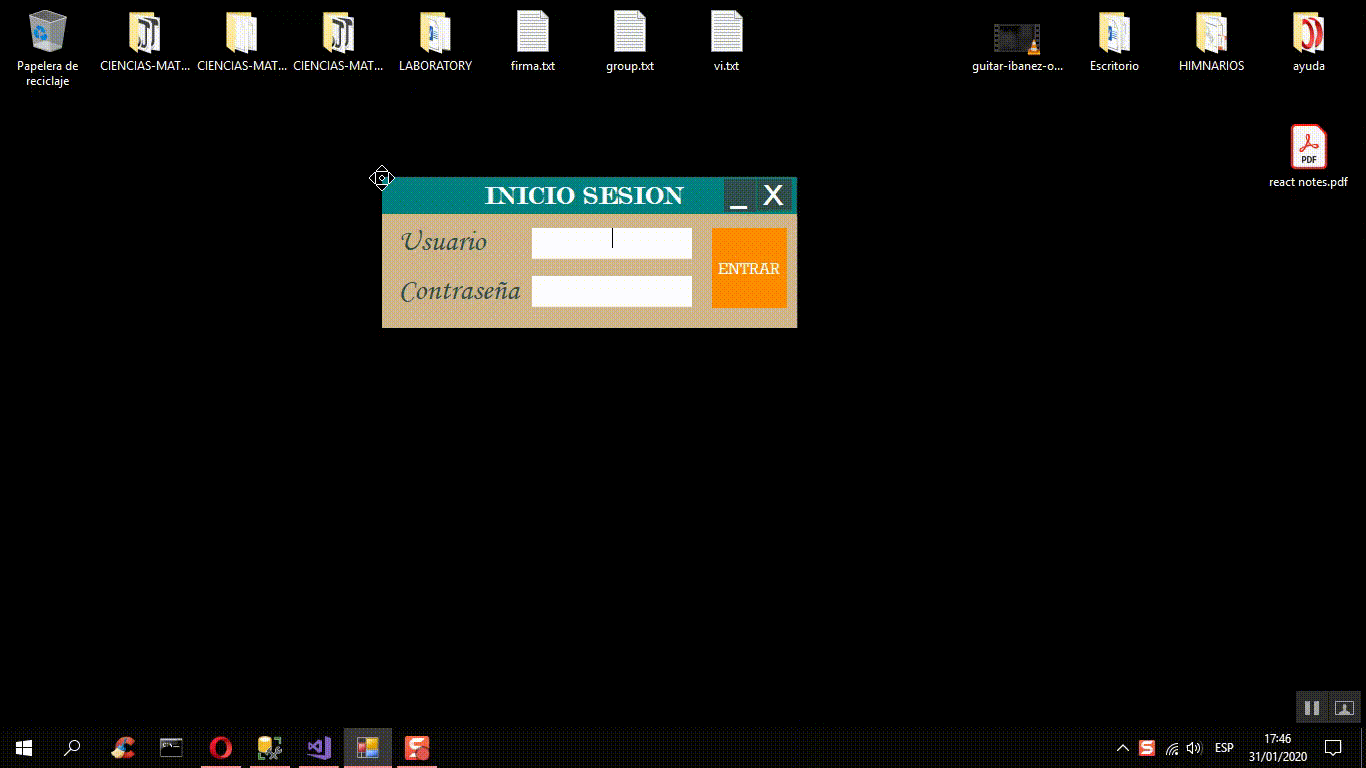 Papelera de
reciclaje
CIENCIAS-MAT...
CIENCIAS-MAT...
CIENCIAS-MAT...
LABORATORY
firma.txt
group.txt
vi.txt
guitar-ibanez-o...
Escritorio
HIMNARIOS
ayuda
PDF
react notes.pdf
INICIO SESION
_ X
Usuario
ENTRAR
Contraseña
ESP
17:46
31/01/2020